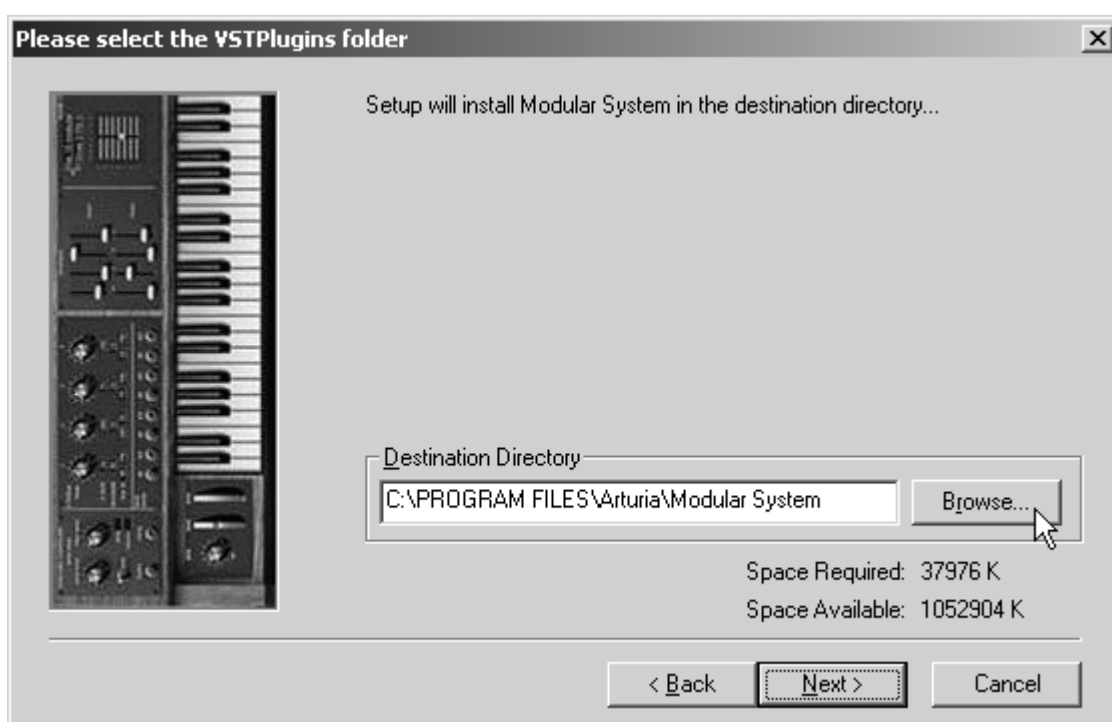 Please select the VSTPlugins folder
Setup will install Modular System in the destination directory...
Destination Directory
C:\PROGRAM FILES\Arturia\Modular System
Browse...
Space Required: 37976 K
Space Available: 1052904 K
< Back
Next >
Cancel